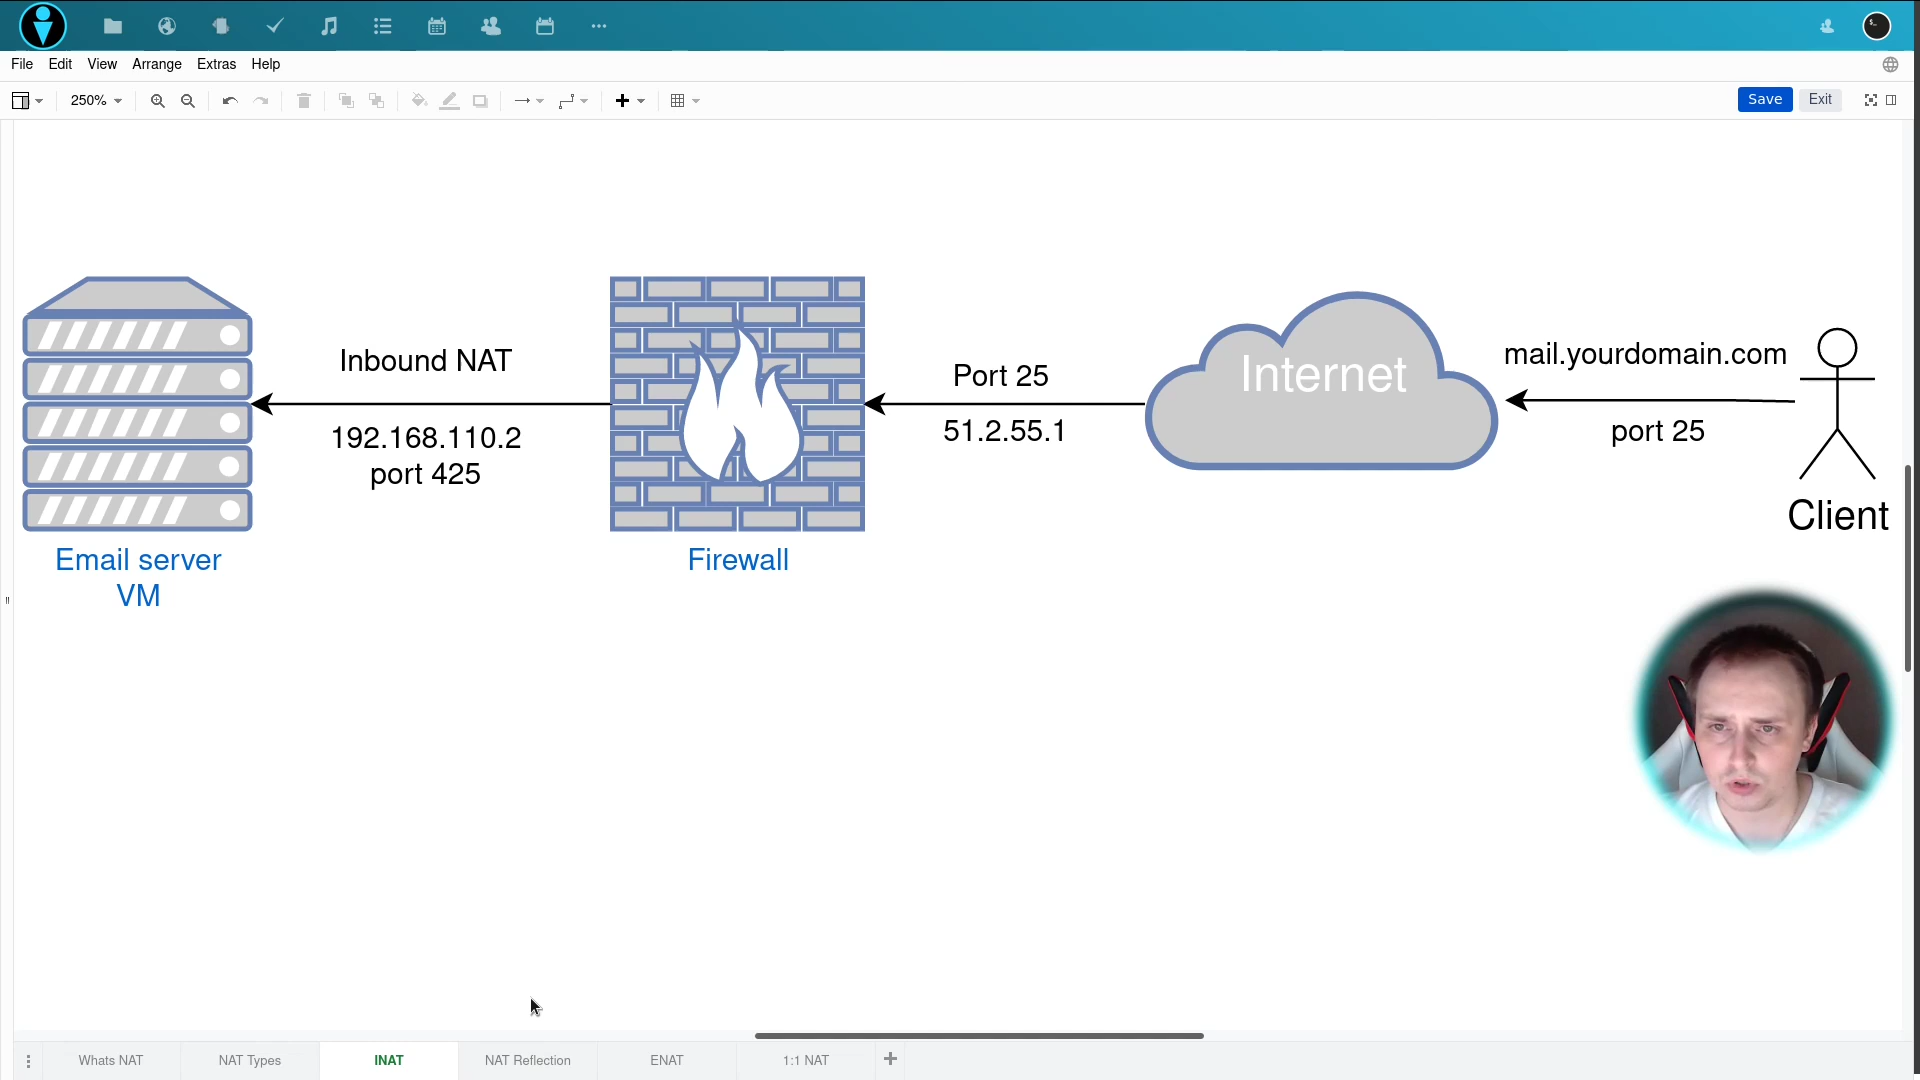 File Edit View Arrange Extras Help
250%
Save Exit
Inbound NAT
192.168.110.2
port 425
Port 25
51.2.55.1
Internet
mail.yourdomain.com
port 25
Client
Email server
VM
Firewall
Whats NAT NAT Types INAT NAT Reflection ENAT 1:1 NAT